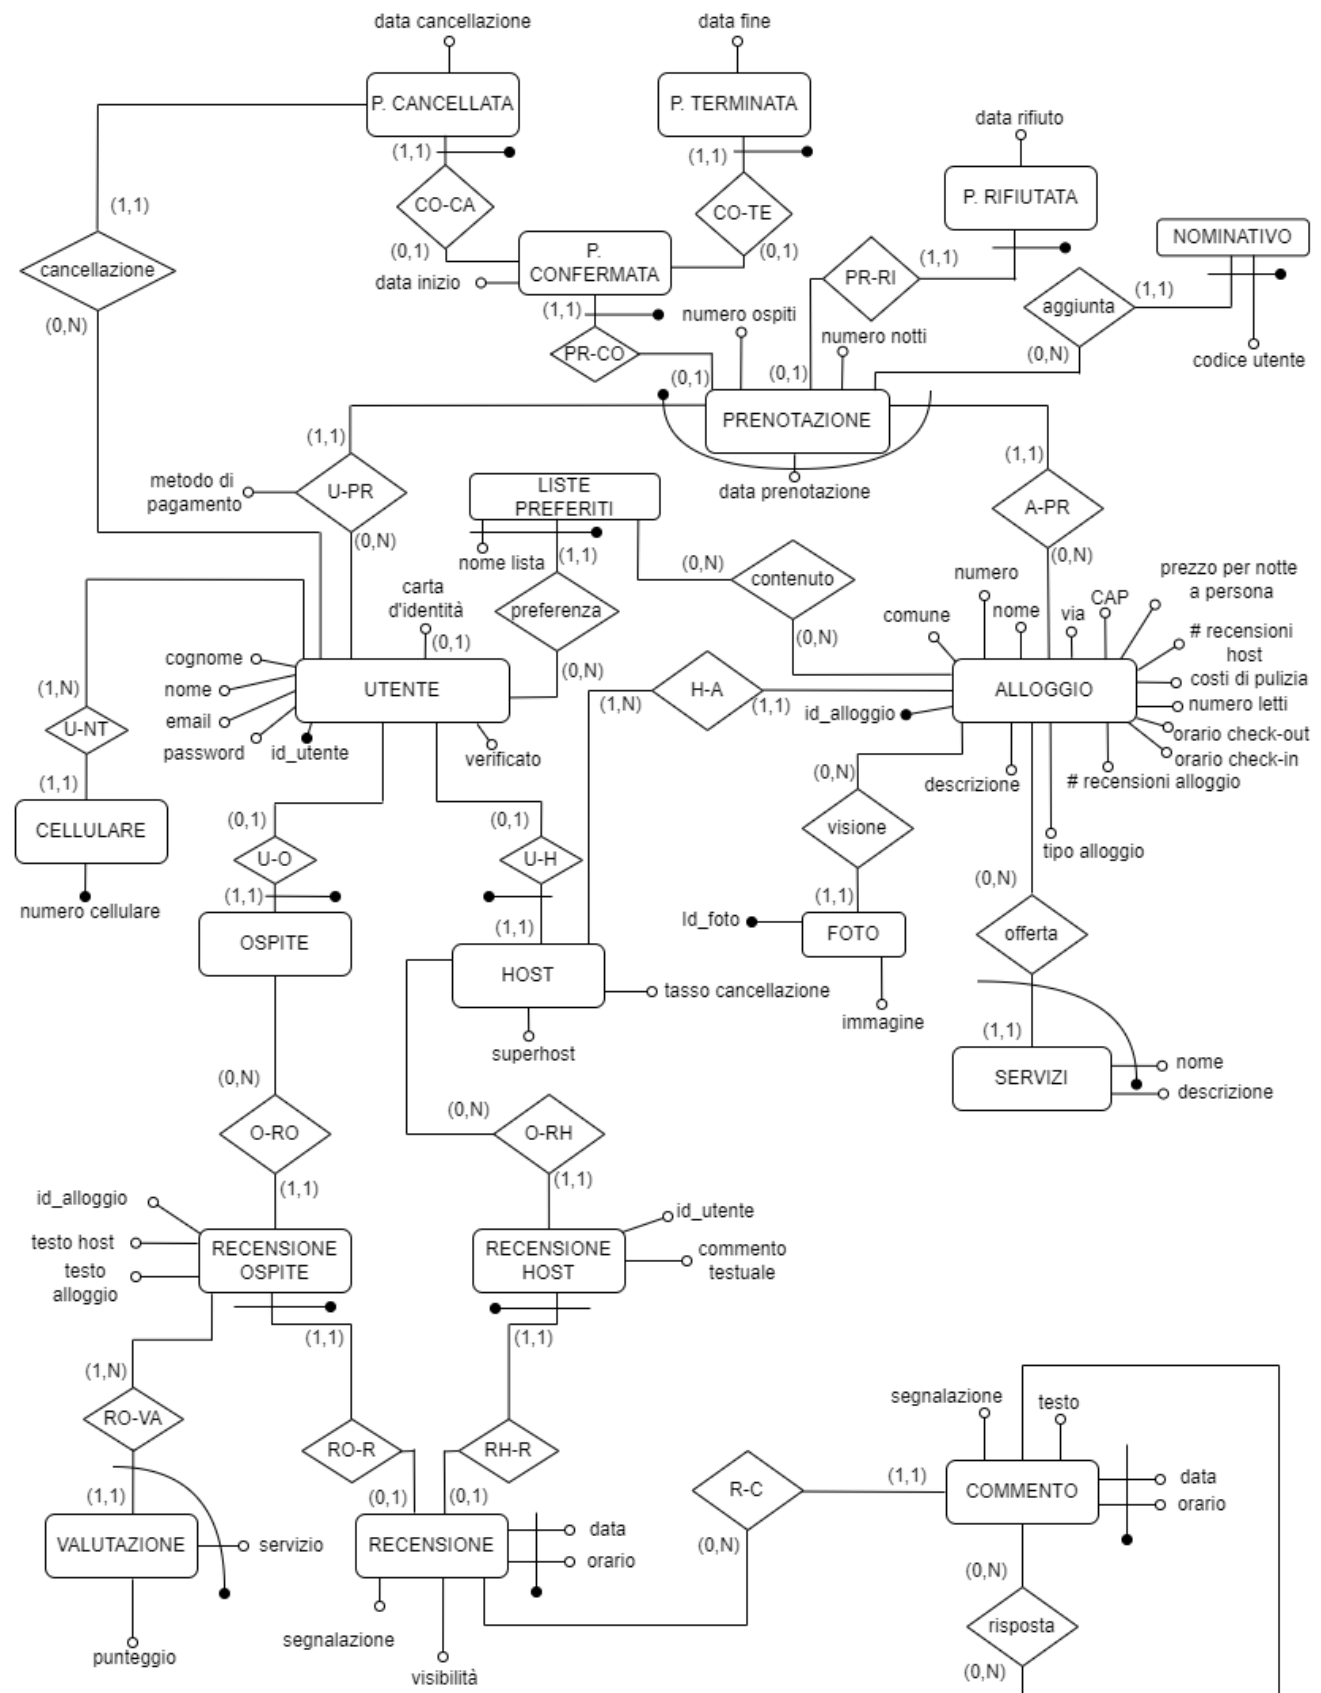 data cancellazione
data fine
P. CANCELLATA
P. TERMINATA
data rifiuto
(1,1)
(1,1)
P. RIFIUTATA
(1,1)
CO-CA
CO-TE
NOMINATIVO
(0,1)
P.
CONFERMATA
(0,1)
cancellazione
data inizio
PR-RI
(1,1)
(1,1)
aggiunta
(1,1)
numero ospiti
(0,N)
numero notti
PR-CO
(0,N)
codice utente
(0,1)
(0,1)
PRENOTAZIONE
(1,1)
(1,1)
metodo di
pagamento
U-PR
LISTE
PREFERITI
data prenotazione
A-PR
(0,N)
nome lista
(1,1)
(0,N)
(0,N)
contenuto
numero
prezzo per notte
a persona
carta
d'identità
preferenza
comune
nome
via
CAP
(0,1)
(0,N)
# recensioni
host
cognome
(0,N)
UTENTE
nome
(1,N)
(1,N)
H-A
(1,1)
ALLOGGIO
costi di pulizia
numero letti
id_alloggio
email
U-NT
password
id_utente
verificato
orario check-out
orario check-in
(1,1)
(0,N)
descrizione
# recensioni alloggio
CELLULARE
(0,1)
(0,1)
visione
tipo alloggio
U-O
U-H
(0,N)
(1,1)
(1,1)
numero cellulare
(1,1)
Id_foto
FOTO
offerta
OSPITE
HOST
tasso cancellazione
immagine
(1,1)
superhost
nome
(0,N)
SERVIZI
descrizione
(0,N)
O-RO
O-RH
(1,1)
(1,1)
id_alloggio
id_utente
testo host
RECENSIONE
OSPITE
RECENSIONE
HOST
commento
testuale
testo
alloggio
(1,1)
(1,1)
(1,N)
segnalazione
testo
RO-VA
RO-R
RH-R
(1,1)
R-C
COMMENTO
data
orario
(1,1)
(0,1)
(0,1)
VALUTAZIONE
servizio
RECENSIONE
data
orario
(0,N)
(0,N)
segnalazione
risposta
punteggio
visibilità
(0,N)